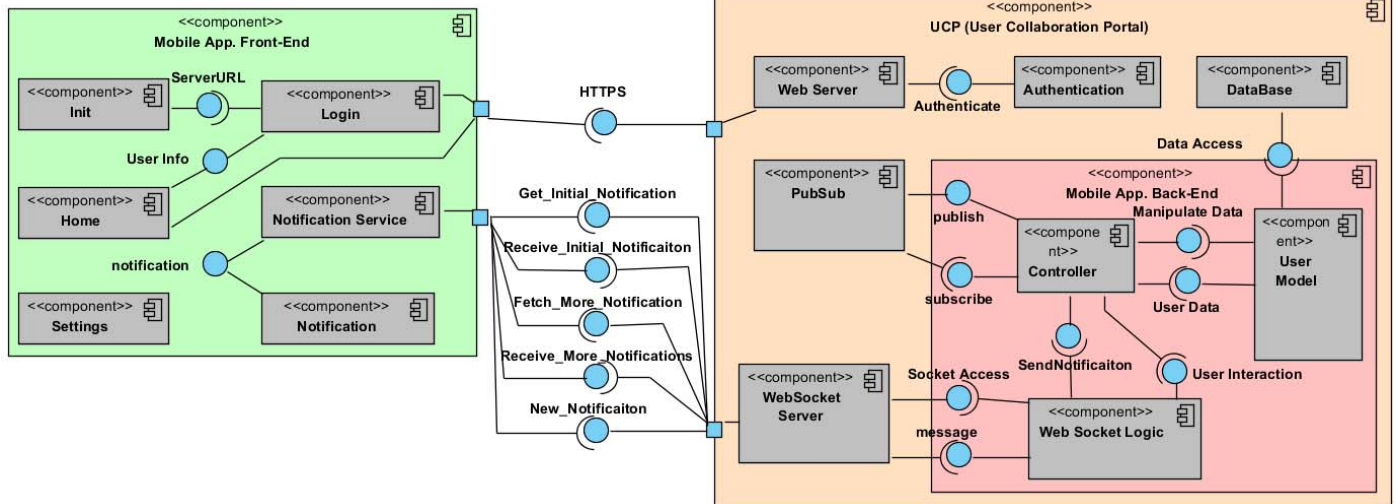 <<component>>
Mobile App. Front-End
<<component>>
Init
ServerURL
<<component>>
Login
User Info
<<component>>
Home
<<component>>
Notification Service
notification
<<component>>
Settings
<<component>>
Notification
HTTPS
Get_Initial_Notification
Receive_Initial_Notificaiton
Fetch_More_Notification
Receive_More_Notifications
New_Notificaiton
<<component>>
UCP (User Collaboration Portal)
<<component>>
Web Server
Authenticate
<<component>>
Authentication
<<component>>
DataBase
Data Access
<<component>>
PubSub
publish
subscribe
<<component>>
Mobile App. Back-End
Manipulate Data
<<compone
nt>>
Controller
<<compon
ent>>
User
Model
User Data
SendNotificaiton
User Interaction
<<component>>
WebSocket
Server
Socket Access
message
<<component>>
Web Socket Logic